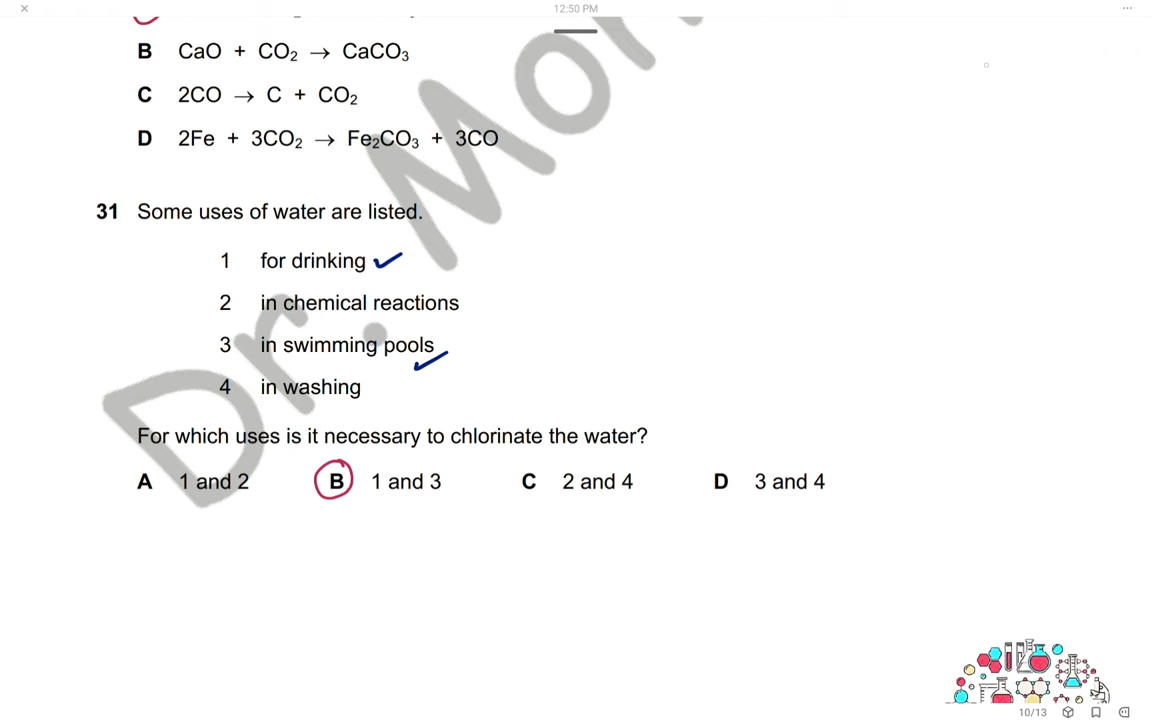 12:50 PM
B CaO + CO₂ → CaCO₃
C 2CO → C + CO₂
D 2Fe + 3CO₂ → Fe₂CO₃ + 3CO
31 Some uses of water are listed.
1 for drinking
2 in chemical reactions
3 in swimming pools
4 in washing
For which uses is it necessary to chlorinate the water?
A 1 and 2 B 1 and 3 C 2 and 4 D 3 and 4
Dr. Mo
10/13